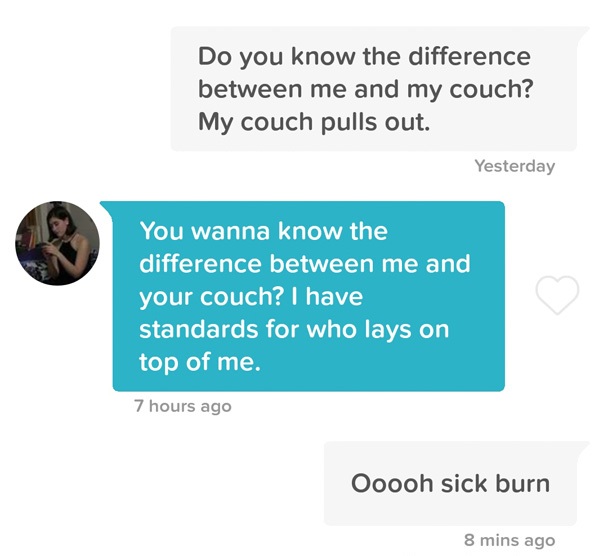 Do you know the difference
between me and my couch?
My couch pulls out.
Yesterday
You wanna know the
difference between me and
your couch? I have
standards for who lays on
top of me.
7 hours ago
Ooooh sick burn
8 mins ago